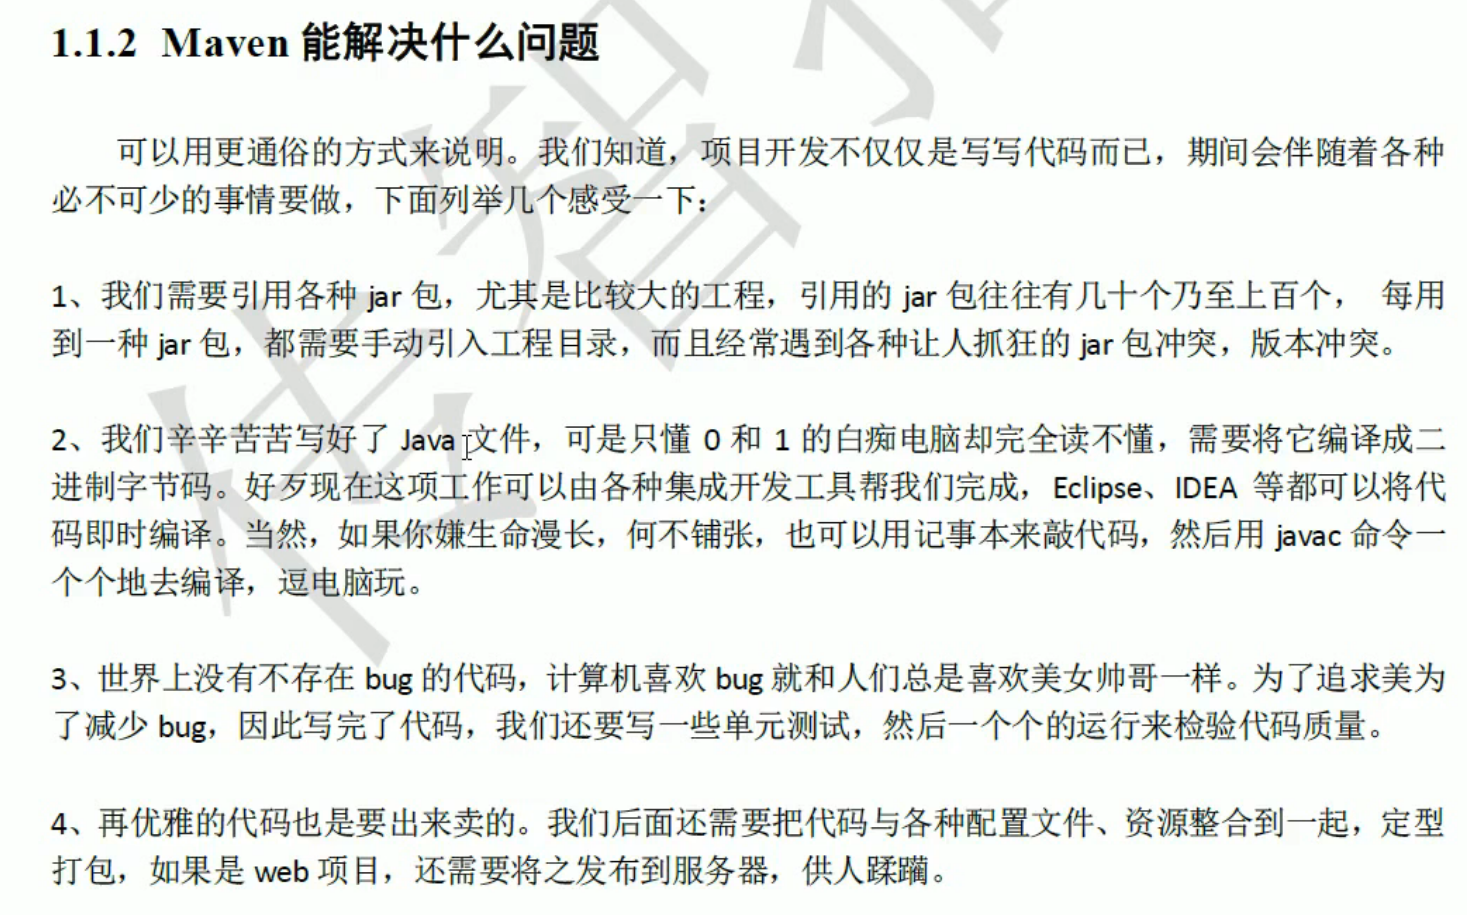 1.1.2 Maven 能解决什么问题
可以用更通俗的方式来说明。我们知道，项目开发不仅仅是写写代码而已，期间会伴随着各种
必不可少的事情要做，下面列举几个感受一下：
1、我们需要引用各种 jar 包，尤其是比较大的工程，引用的 jar 包往往有几十个乃至上百个， 每用
到一种 jar 包，都需要手动引入工程目录，而且经常遇到各种让人抓狂的 jar 包冲突，版本冲突。
2、我们辛辛苦苦写好了 Java 文件，可是只懂 0 和 1 的白痴电脑却完全读不懂，需要将它编译成二
进制字节码。好歹现在这项工作可以由各种集成开发工具帮我们完成，Eclipse、IDEA 等都可以将代
码即时编译。当然，如果你嫌生命漫长，何不铺张，也可以用记事本来敲代码，然后用 javac 命令一
个个地去编译，逗电脑玩。
3、世界上没有不存在 bug 的代码，计算机喜欢 bug 就和人们总是喜欢美女帅哥一样。为了追求美为
了减少 bug，因此写完了代码，我们还要写一些单元测试，然后一个个的运行来检验代码质量。
4、再优雅的代码也是要出来卖的。我们后面还需要把代码与各种配置文件、资源整合到一起，定型
打包，如果是 web 项目，还需要将之发布到服务器，供人蹂躏。
传智